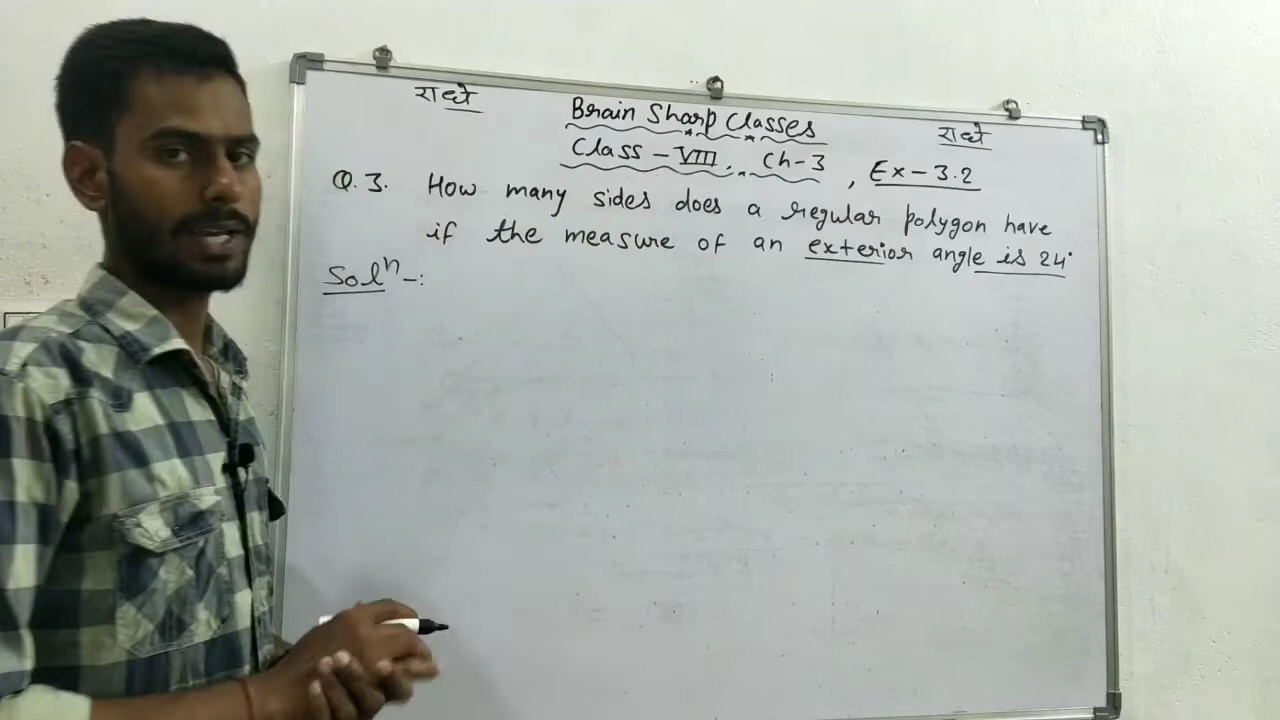 राधे
Brain Sharp Classes
राधे
Class - VIII, Ch-3, Ex - 3.2
Q. 3. How many sides does a regular polygon have
if the measure of an exterior angle is 24°
Solⁿ -: